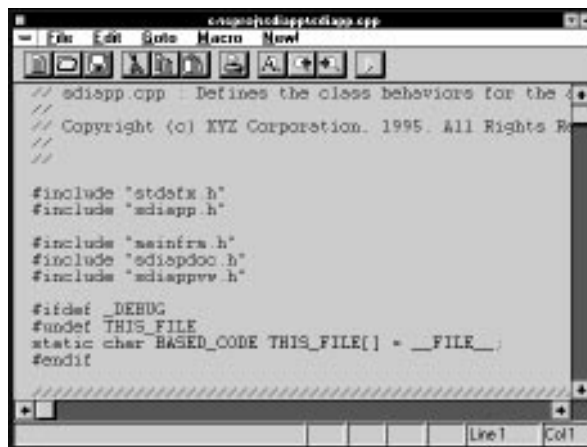 c:\nsproj\sdiapp\sdiapp.cpp
File Edit Goto Macro New!
// sdiapp.cpp : Defines the class behaviors for the
//
// Copyright (c) XYZ Corporation, 1995. All Rights
//
//
#include "stdafx.h"
#include "sdiapp.h"
#include "mainfrm.h"
#include "sdiapdoc.h"
#include "sdiappvw.h"
#ifdef _DEBUG
#undef THIS_FILE
static char BASED_CODE THIS_FILE[] = __FILE__;
#endif
////////////////////////////////////////////////
Line 1 Col 1